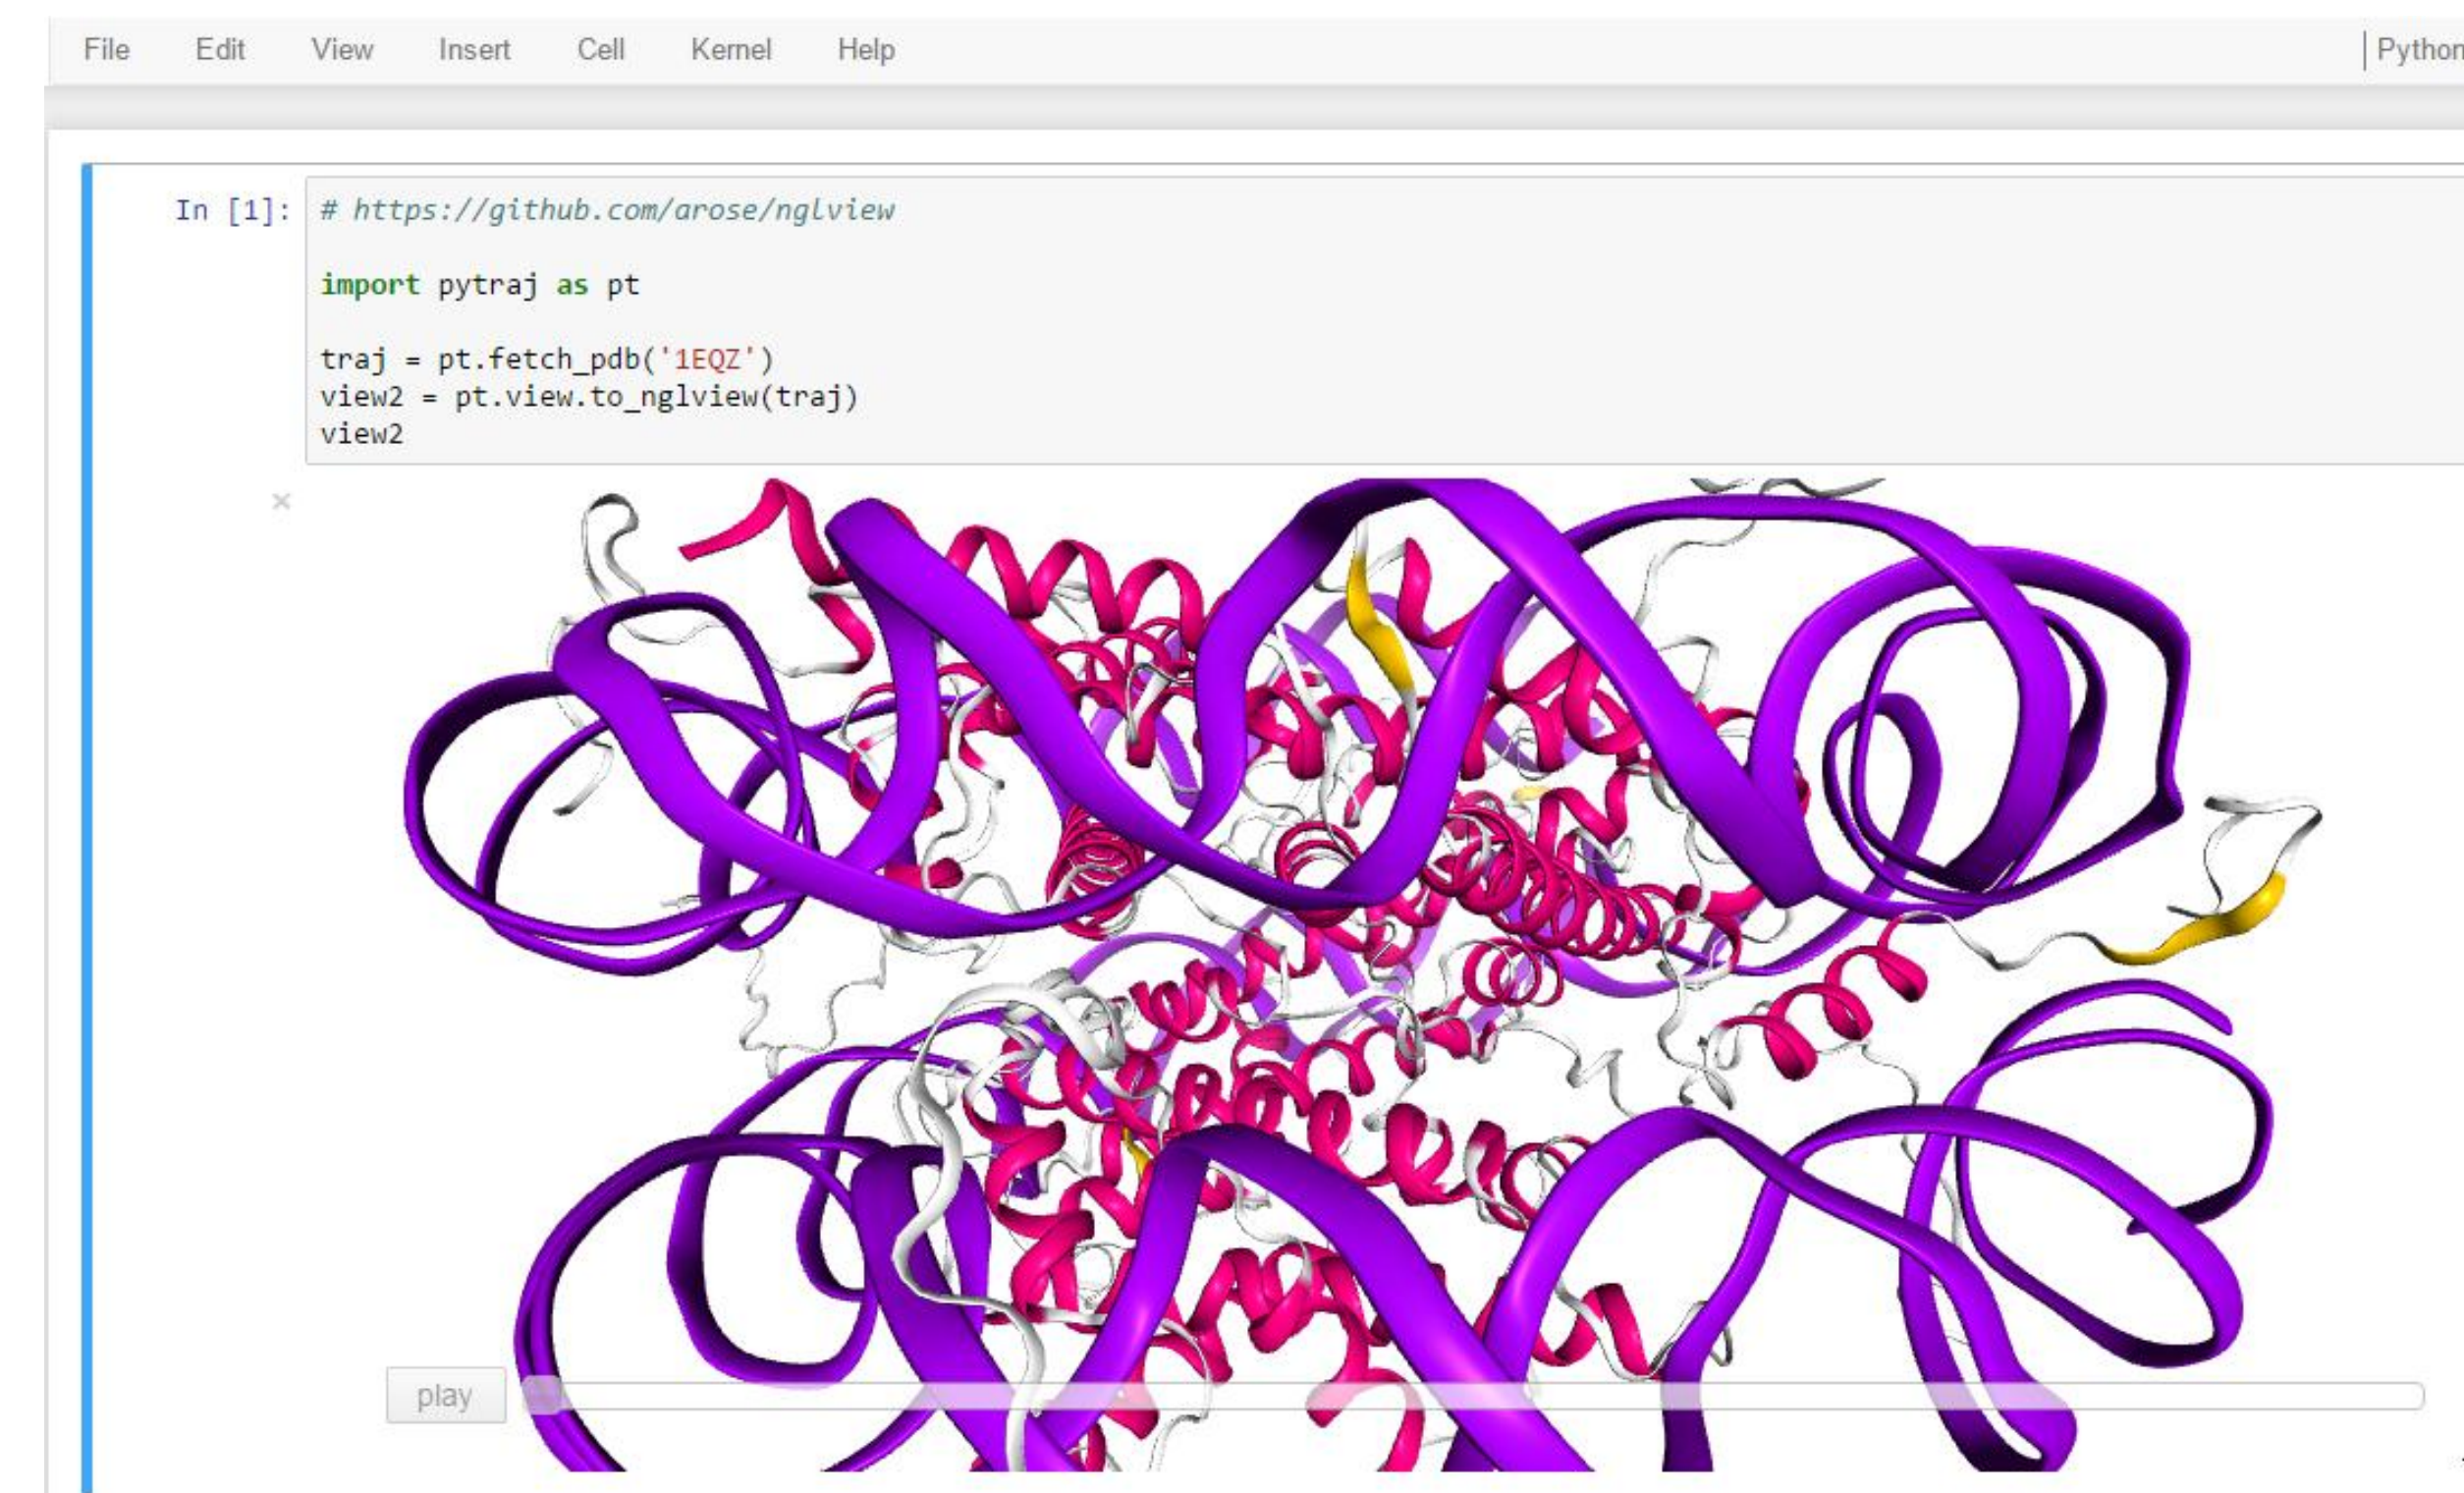 File Edit View Insert Cell Kernel Help Python
In [1]: # https://github.com/arose/nglview
import pytraj as pt
traj = pt.fetch_pdb('1EQZ')
view2 = pt.view.to_nglview(traj)
view2
×
play